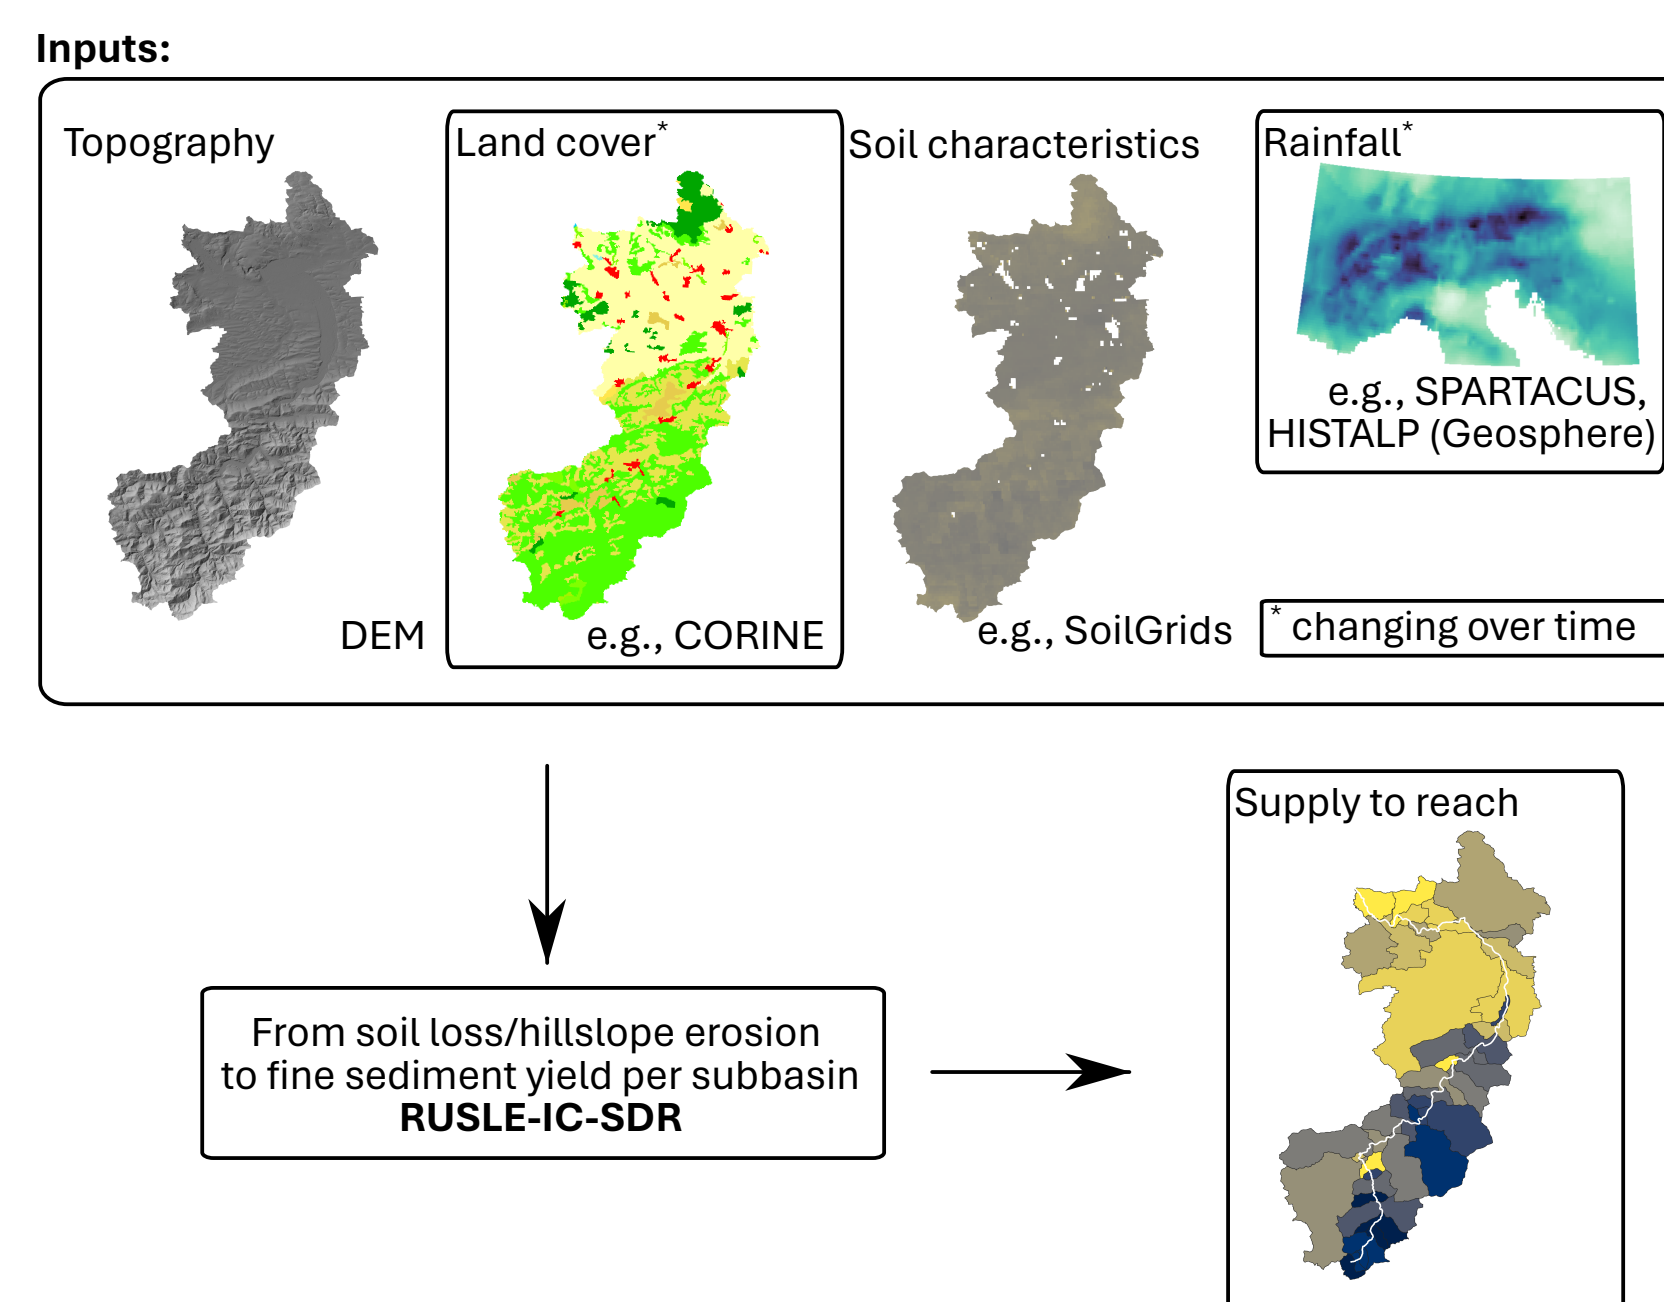 Inputs:
Topography
Land cover*
Soil characteristics
Rainfall*
e.g., SPARTACUS,
HISTALP (Geosphere)
DEM
e.g., CORINE
e.g., SoilGrids
* changing over time
Supply to reach
From soil loss/hillslope erosion
to fine sediment yield per subbasin
RUSLE-IC-SDR